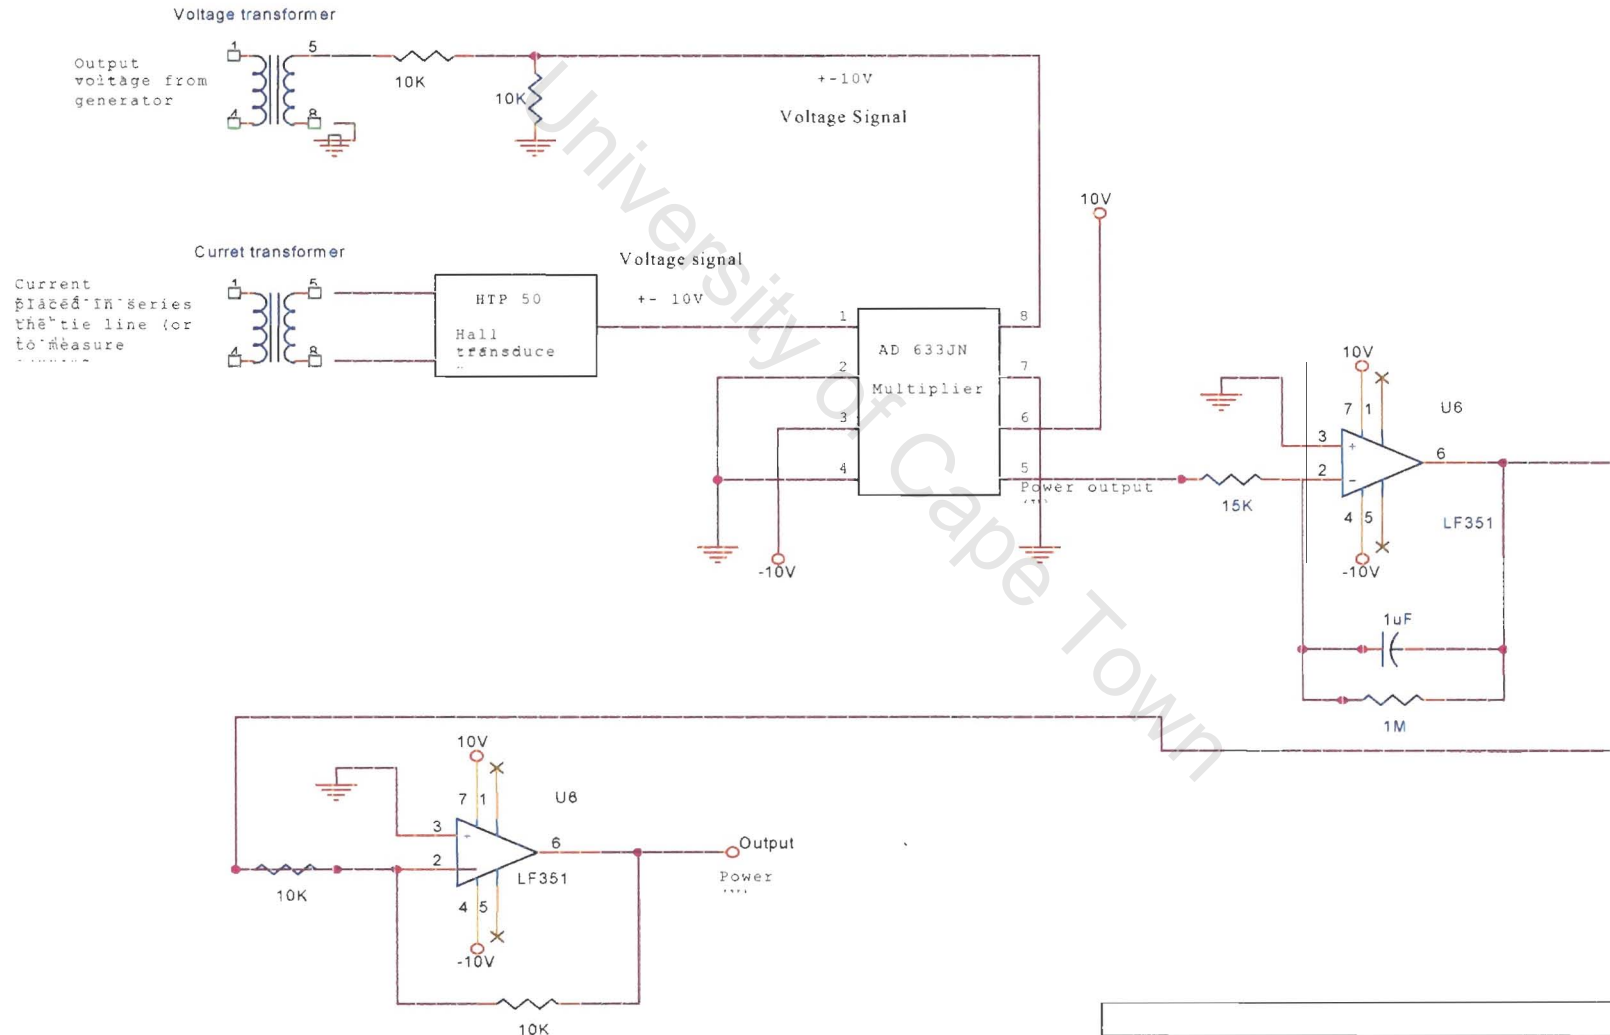 Voltage transformer
1
5
Output
voltage from
generator
10K
10K
+-10V
Voltage Signal
4
8
10V
Curret transformer
Voltage signal
+- 10V
Current
placed in series
the tie line (or
to measure
1
5
4
8
HTP 50
Hall
transduce
AD 633JN
Multiplier
1
2
3
4
8
7
6
5
Power output
-10V
15K
10V
7 1
U6
3
+
6
2
-
4 5
LF351
-10V
1uF
1M
10V
7 1
U6
3
+
6
2
LF351
4 5
-10V
10K
10K
Output
Power
University of Cape Town